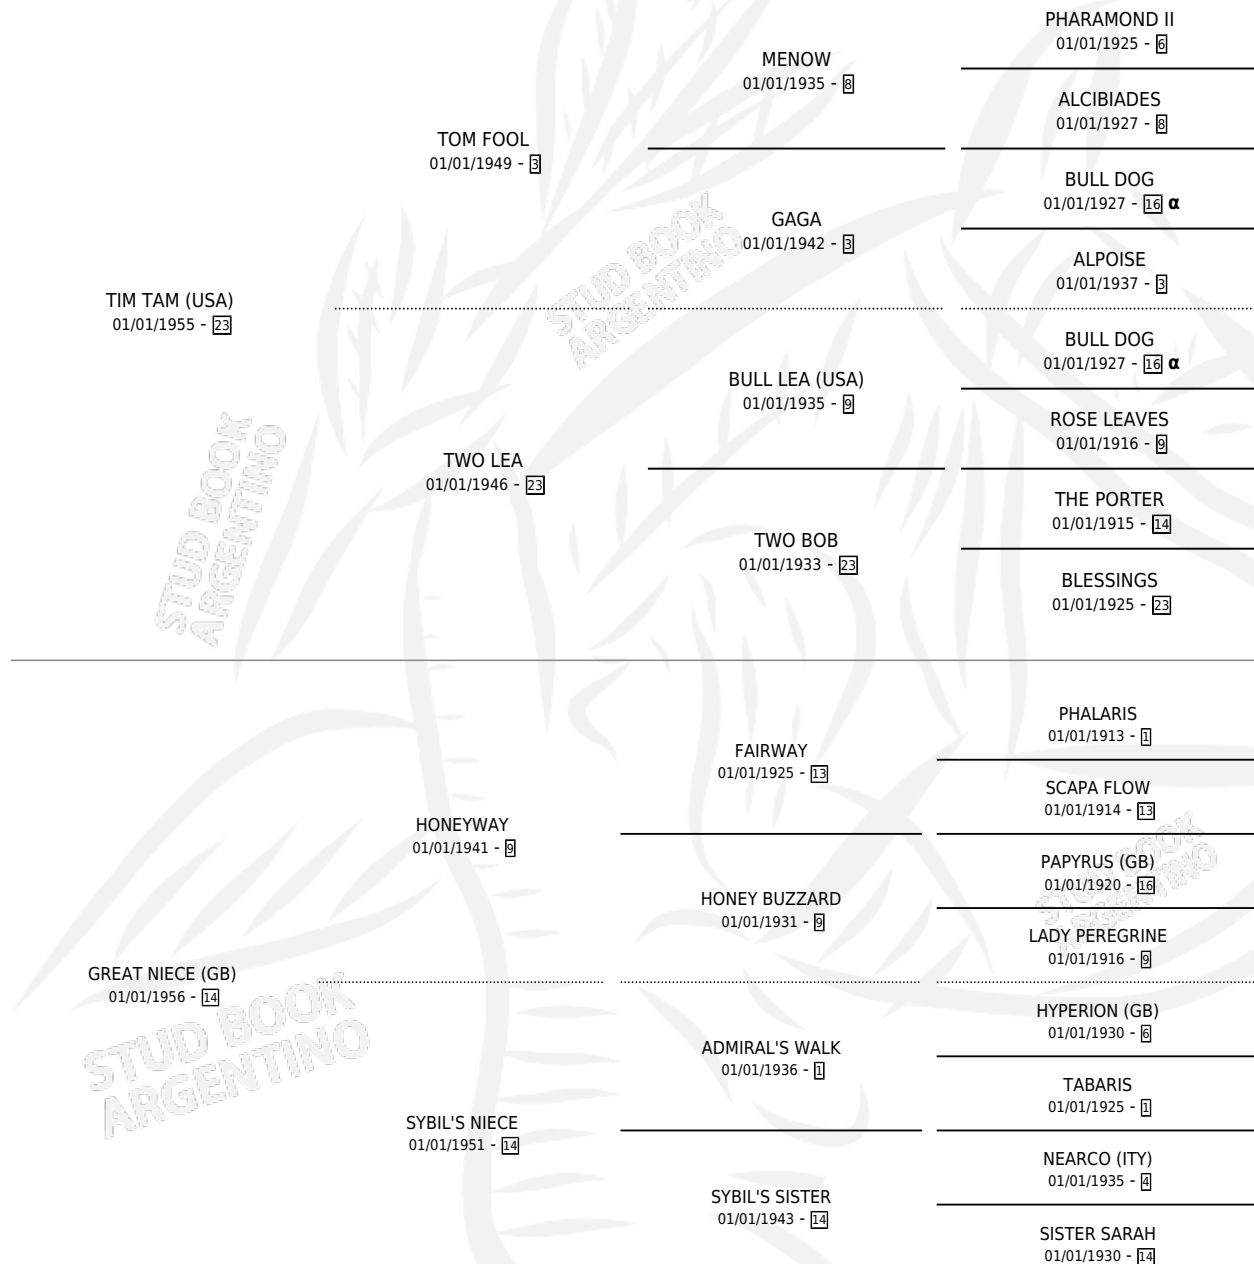 PHARAMOND II
01/01/1925 - 6
MENOW
01/01/1935 - 8
ALCIBIADES
01/01/1927 - 8
TOM FOOL
01/01/1949 - 3
BULL DOG
01/01/1927 - 16 α
GAGA
01/01/1942 - 3
ALPOISE
01/01/1937 - 3
TIM TAM (USA)
01/01/1955 - 23
BULL DOG
01/01/1927 - 16 α
BULL LEA (USA)
01/01/1935 - 9
ROSE LEAVES
01/01/1916 - 9
TWO LEA
01/01/1946 - 23
THE PORTER
01/01/1915 - 14
TWO BOB
01/01/1933 - 23
BLESSINGS
01/01/1925 - 23
PHALARIS
01/01/1913 - 1
FAIRWAY
01/01/1925 - 13
SCAPA FLOW
01/01/1914 - 13
HONEYWAY
01/01/1941 - 9
PAPYRUS (GB)
01/01/1920 - 16
HONEY BUZZARD
01/01/1931 - 9
LADY PEREGRINE
01/01/1916 - 9
GREAT NIECE (GB)
01/01/1956 - 14
HYPERION (GB)
01/01/1930 - 6
ADMIRAL'S WALK
01/01/1936 - 1
TABARIS
01/01/1925 - 1
SYBIL'S NIECE
01/01/1951 - 14
NEARCO (ITY)
01/01/1935 - 4
SYBIL'S SISTER
01/01/1943 - 14
SISTER SARAH
01/01/1930 - 14
STUD BOOK
ARGENTINO
STUD BOOK
ARGENTINO
STUD BOOK
ARGENTINO
STUD BOOK
ARGENTINO